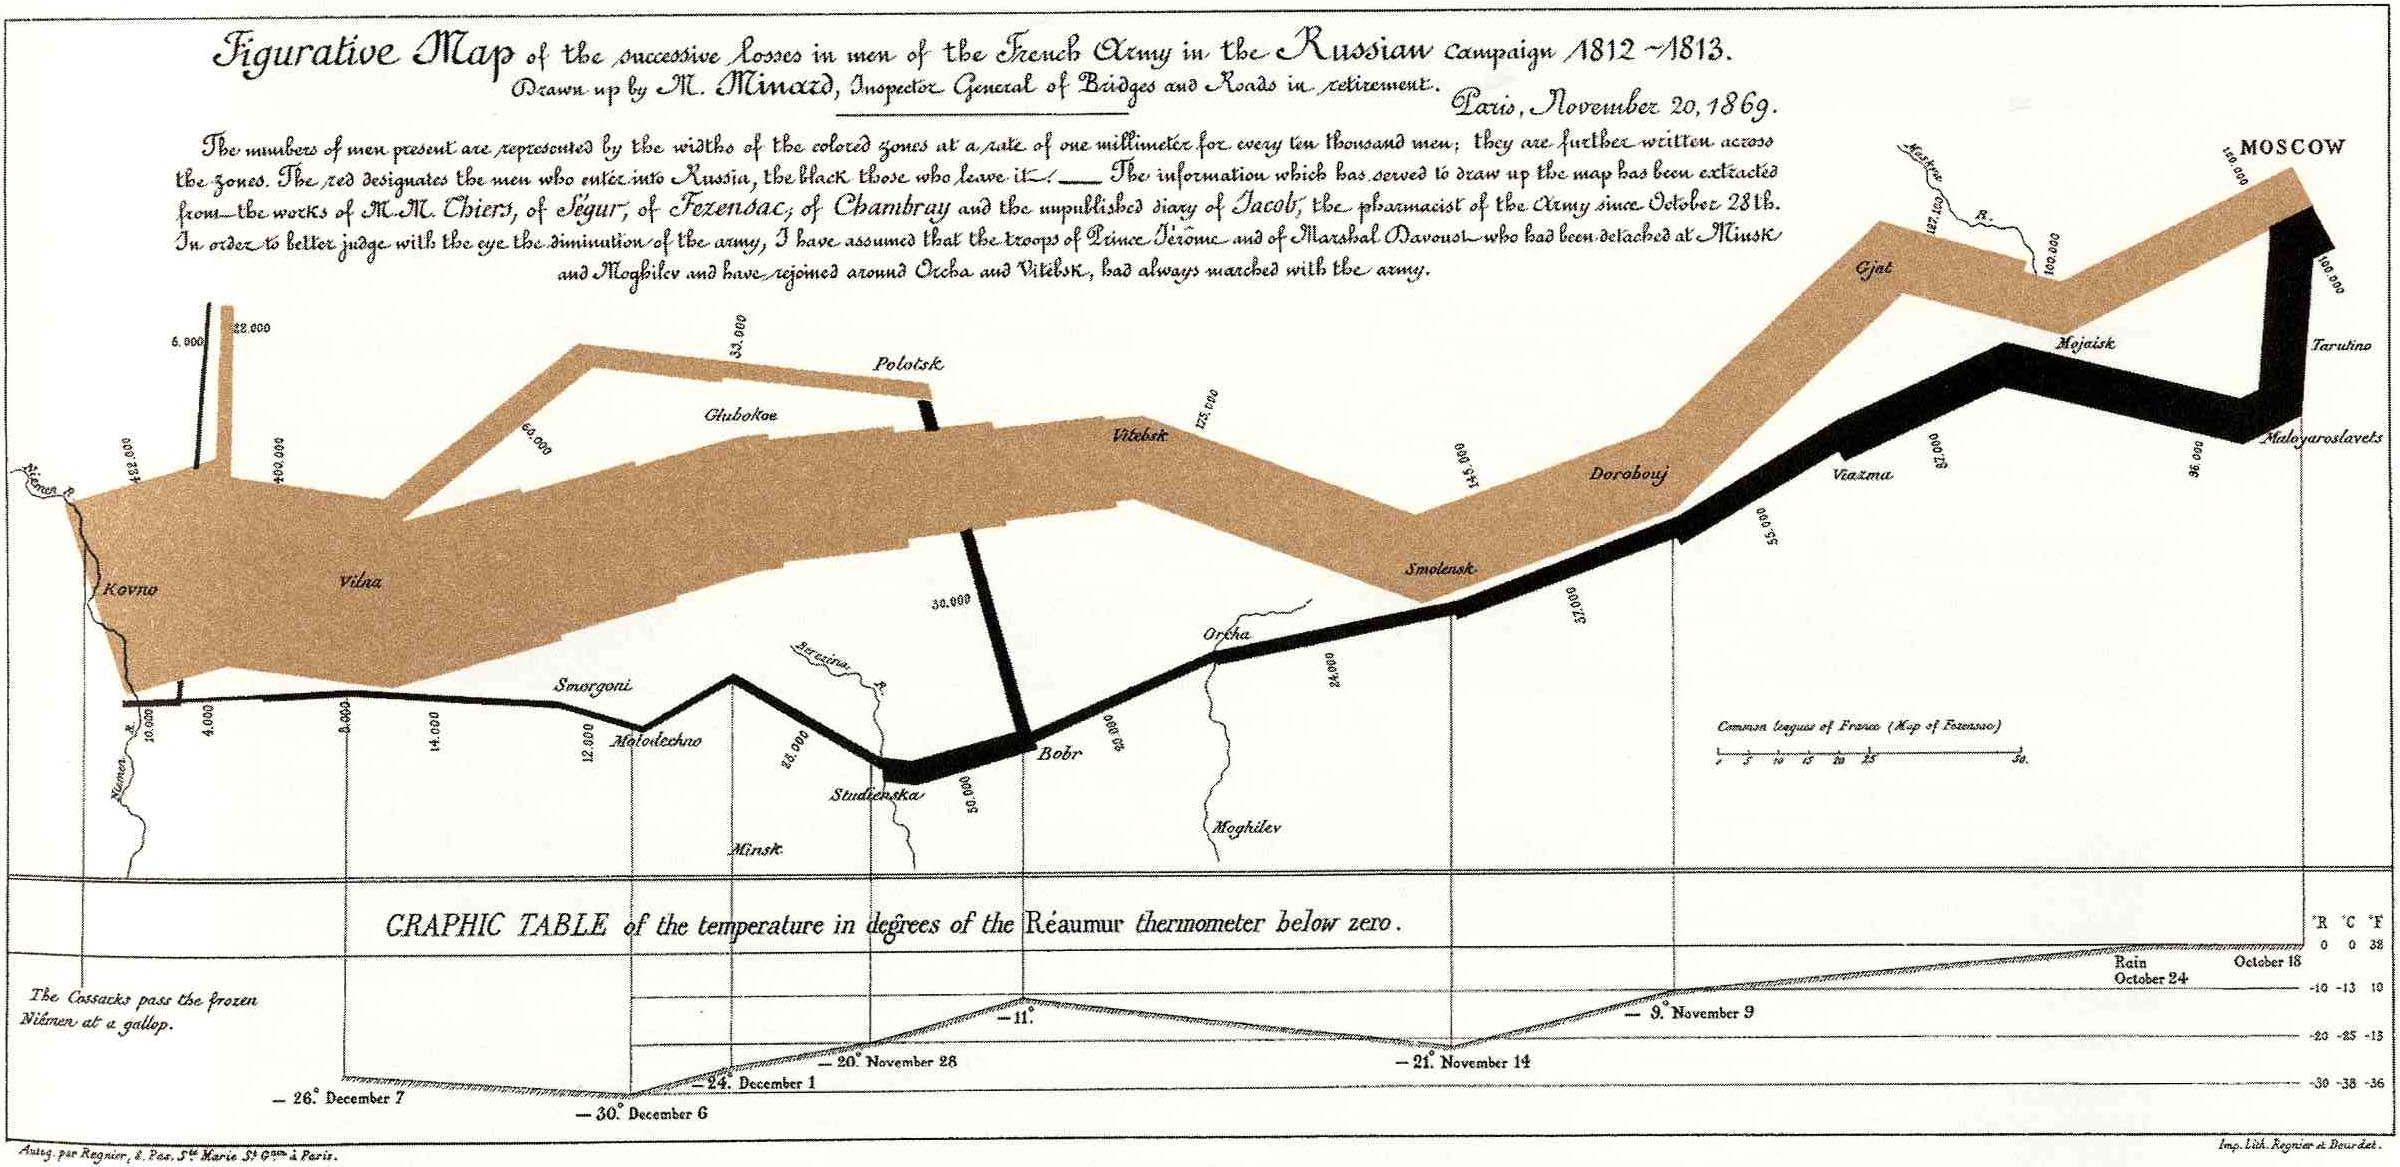 Figurative Map of the successive losses in men of the French Army in the Russian campaign 1812~1813.
Drawn up by M. Minard, Inspector General of Bridges and Roads in retirement.
Paris, November 20, 1869.
The numbers of men present are represented by the widths of the colored zones at a rate of one millimeter for every ten thousand men; they are further written across
the zones. The red designates the men who enter into Russia, the black those who leave it. — The information which has served to draw up the map has been extracted
from the works of M.M. Thiers, of Ségur, of Fezensac, of Chambray and the unpublished diary of Jacob, the pharmacist of the Army since October 28th.
In order to better judge with the eye the diminution of the army, I have assumed that the troops of Prince Jérôme and of Marshal Davoust who had been detached at Minsk
and Moghilev and have rejoined around Orcha and Vitebsk, had always marched with the army.
MOSCOW
100.000
Moskva
R.
127.100
100.000
100.000
Gjat
Mojaisk
Tarutino
Maloyaroslavets
6.000
22.000
33.000
Polotsk
Glubokoe
60.000
422.000
400.000
Vitebsk
175.000
145.000
Dorobouj
Viazma
87.000
96.000
55.000
Niemen R.
Kovno
Vilna
Smolensk
37.000
30.000
Orcha
24.000
Berezina
R.
Smorgoni
Molodechno
10.000
4.000
8.000
14.000
12.000
28.000
Studienska
50.000
Bobr
20.000
Niemen R.
Minsk
Moghilev
Common leagues of France (Map of Fezensac)
5 10 15 20 25 50.
GRAPHIC TABLE of the temperature in degrees of the Réaumur thermometer below zero.
°R °C °F
0 0 32
Rain
October 24
October 18
-10 -13 10
— 9.° November 9
-20 -25 -13
— 11.°
— 21.° November 14
— 20.° November 28
— 24.° December 1
-30 -38 -36
— 30.° December 6
— 26.° December 7
The Cossacks pass the frozen
Niémen at a gallop.
Autog. par Regnier, 8. Pas. Ste Marie St Gain à Paris.
Imp. Lith. Regnier et Dourdet.